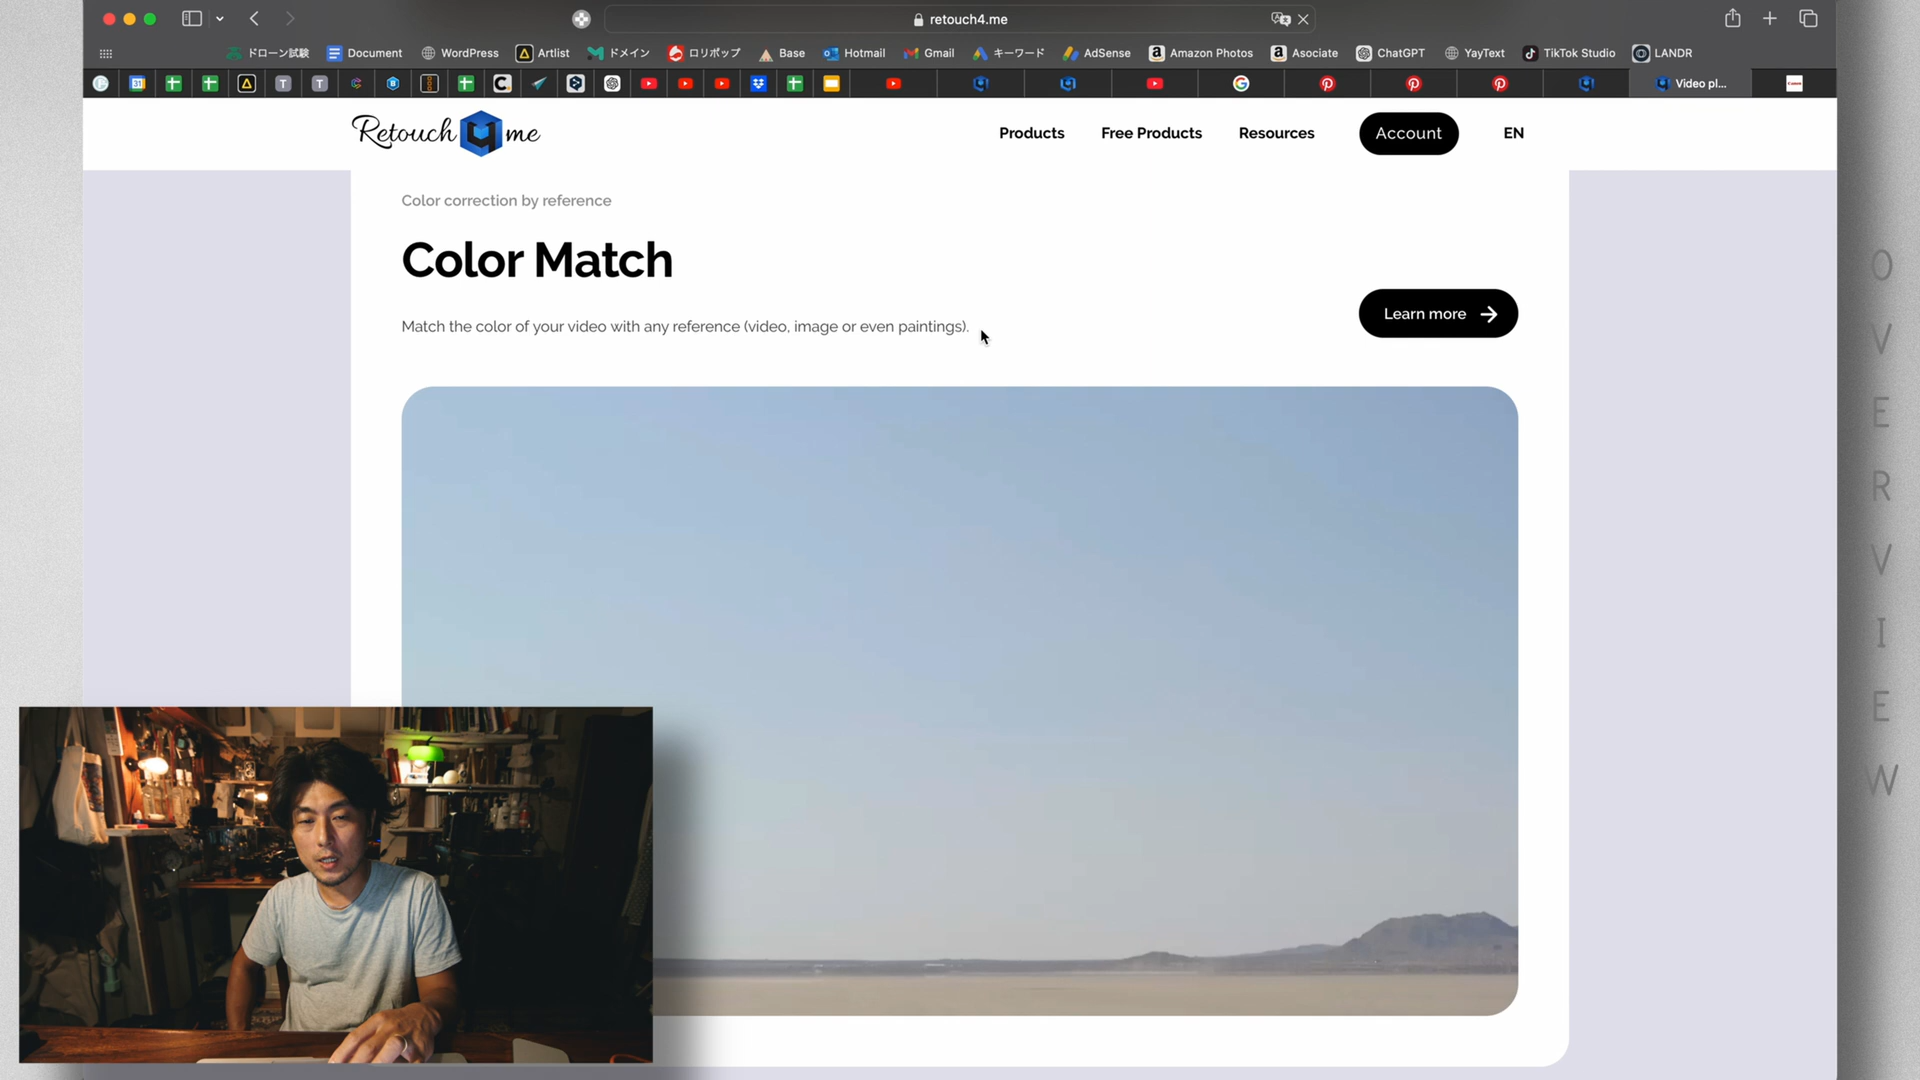 retouch4.me
ドローン試験 Document WordPress Artlist ドメイン ロリポップ Base Hotmail Gmail キーワード AdSense Amazon Photos Asociate ChatGPT YayText TikTok Studio LANDR
Video pl...
Retouch 4 me
Products Free Products Resources Account EN
Color correction by reference
Color Match
Match the color of your video with any reference (video, image or even paintings).
Learn more
OVERVIEW